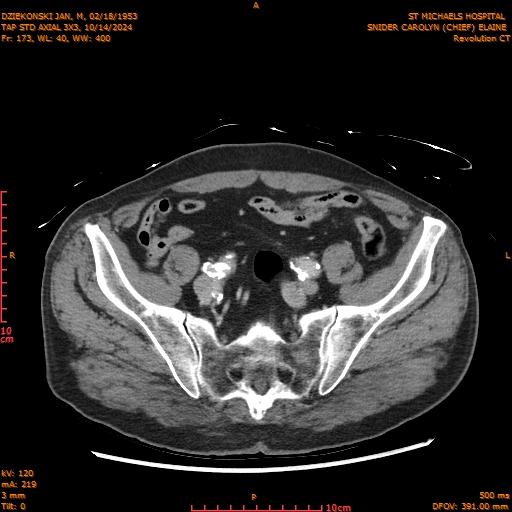 A
DZIEKONSKI JAN, M, 02/18/1953
TAP STD AXIAL 3X3, 10/14/2024
Fr: 173, WL: 40, WW: 400
ST MICHAELS HOSPITAL
SNIDER CAROLYN (CHIEF) ELAINE
Revolution CT
R
L
10
cm
kV: 120
mA: 219
3 mm
Tilt: 0
P
10cm
500 ms
DFOV: 391.00 mm